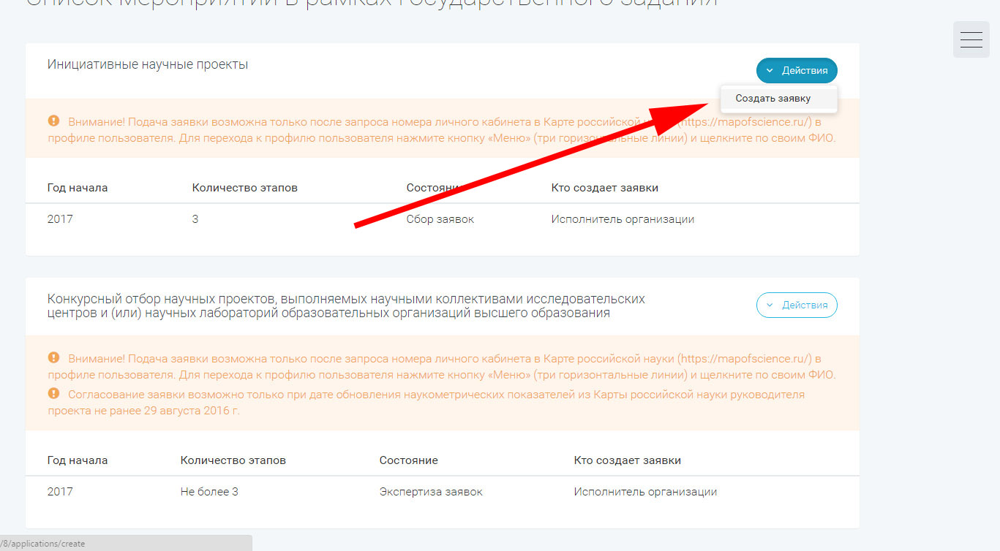 Список мероприятий в рамках государственного задания
Инициативные научные проекты
Действия
Создать заявку
Внимание! Подача заявки возможна только после запроса номера личного кабинета в Карте российской н (https://mapofscience.ru/) в
профиле пользователя. Для перехода к профилю пользователя нажмите кнопку «Меню» (три горизонтальные линии) и щелкните по своим ФИО.
Год начала Количество этапов Состояние Кто создает заявки
2017 3 Сбор заявок Исполнитель организации
Конкурсный отбор научных проектов, выполняемых научными коллективами исследовательских
центров и (или) научных лабораторий образовательных организаций высшего образования
Действия
Внимание! Подача заявки возможна только после запроса номера личного кабинета в Карте российской науки (https://mapofscience.ru/) в
профиле пользователя. Для перехода к профилю пользователя нажмите кнопку «Меню» (три горизонтальные линии) и щелкните по своим ФИО.
Согласование заявки возможно только при дате обновления наукометрических показателей из Карты российской науки руководителя
проекта не ранее 29 августа 2016 г.
Год начала Количество этапов Состояние Кто создает заявки
2017 Не более 3 Экспертиза заявок Исполнитель организации
/8/applications/create